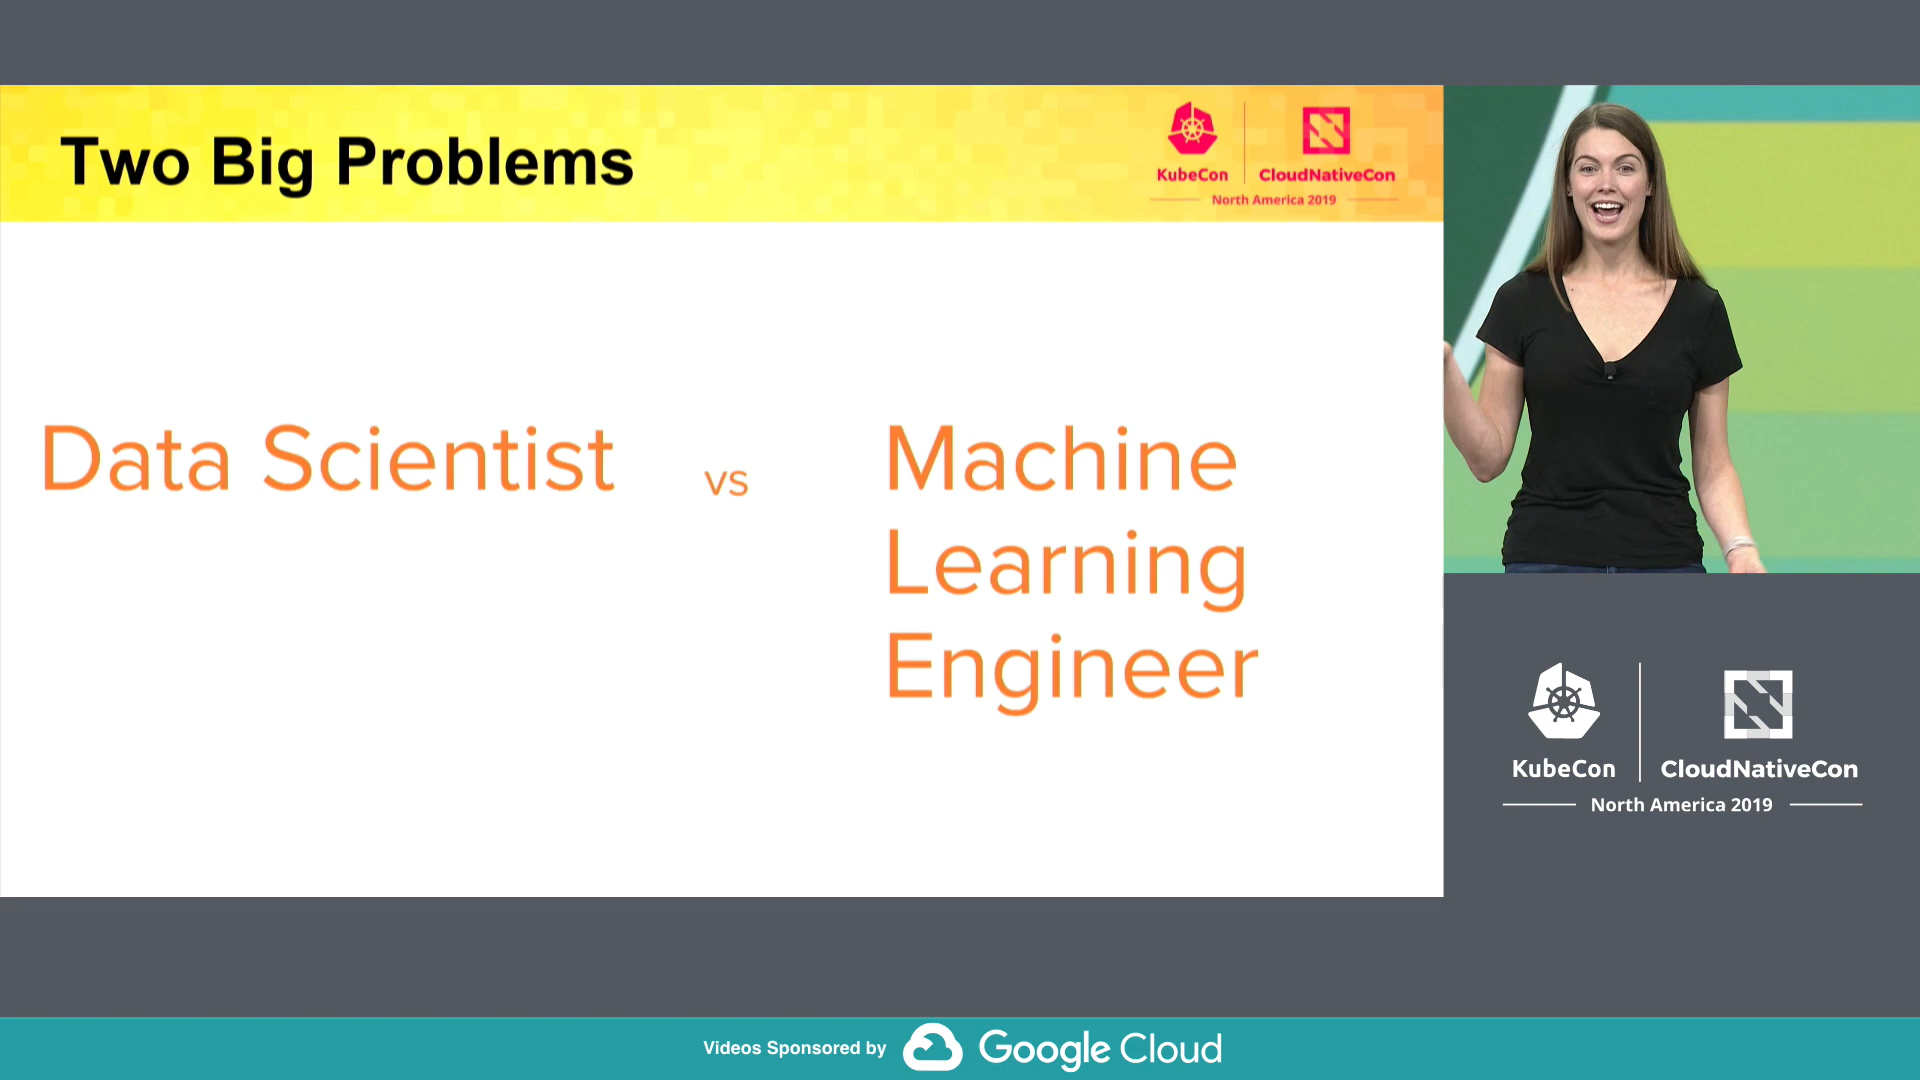 Two Big Problems
KubeCon
CloudNativeCon
North America 2019
Data Scientist
vs
Machine
Learning
Engineer
KubeCon
CloudNativeCon
North America 2019
Videos Sponsored by
Google Cloud